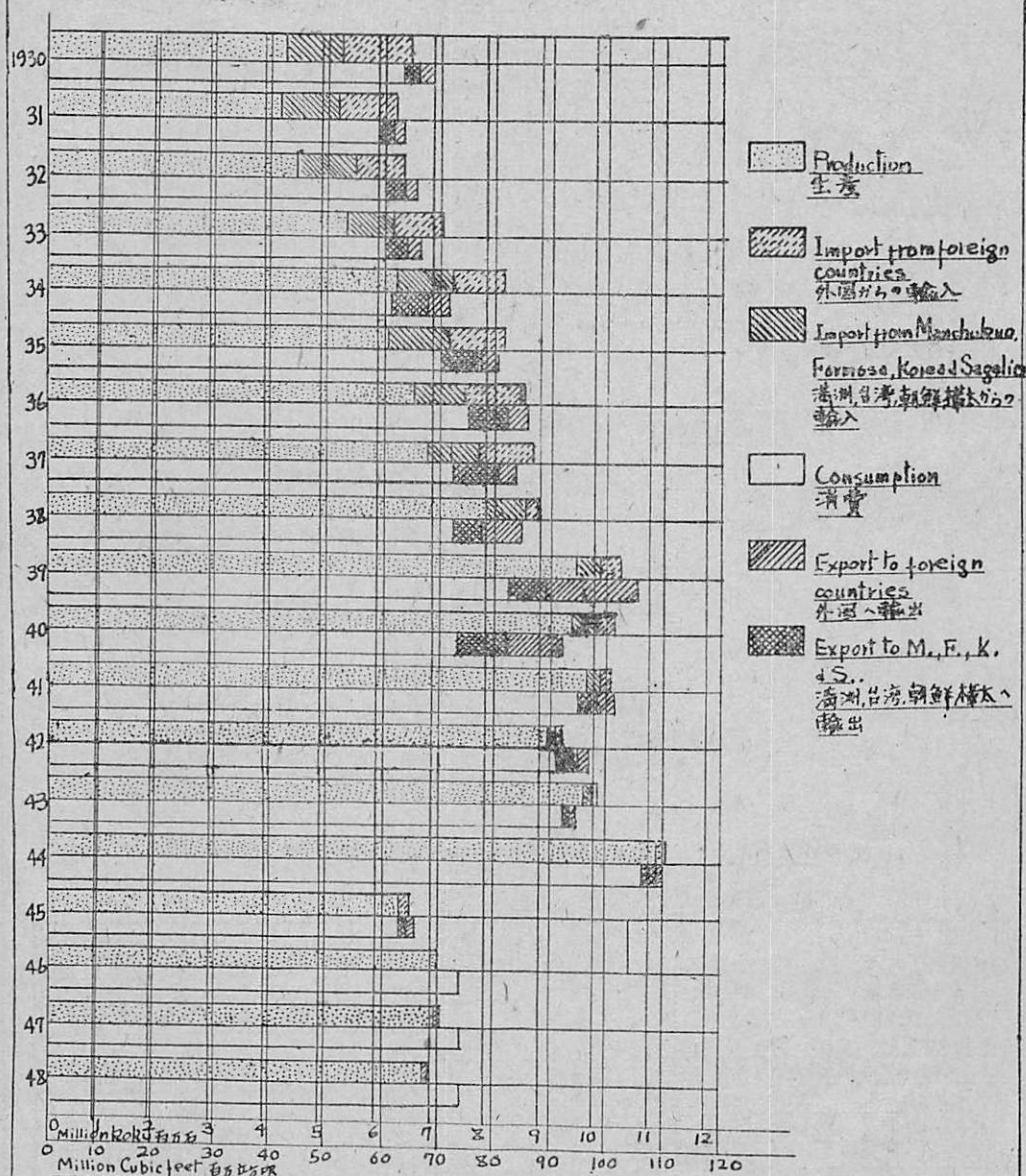 1930
31
32
33
34
35
36
37
38
39
40
41
42
43
44
45
46
47
48
Production
生産
Import from foreign
countries
外国からの輸入
Import from Manchukuo,
Formosa, Korea & Sagalin
満洲,台湾,朝鮮樺太からの
輸入
Consumption
消費
Export to foreign
countries
外国へ輸出
Export to M., F., K.
& S..
満洲,台湾,朝鮮樺太へ
輸出
0 1 2 3 4 5 6 7 8 9 10 11 12
Million koku 百万石
0 10 20 30 40 50 60 70 80 90 100 110 120
Million Cubic feet 百万立方呎